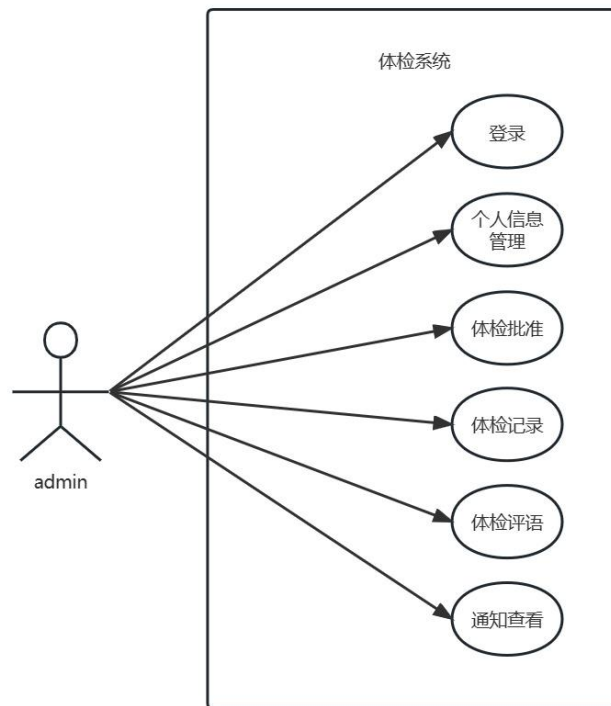 体检系统
登录
个人信息
管理
体检批准
体检记录
admin
体检评语
通知查看